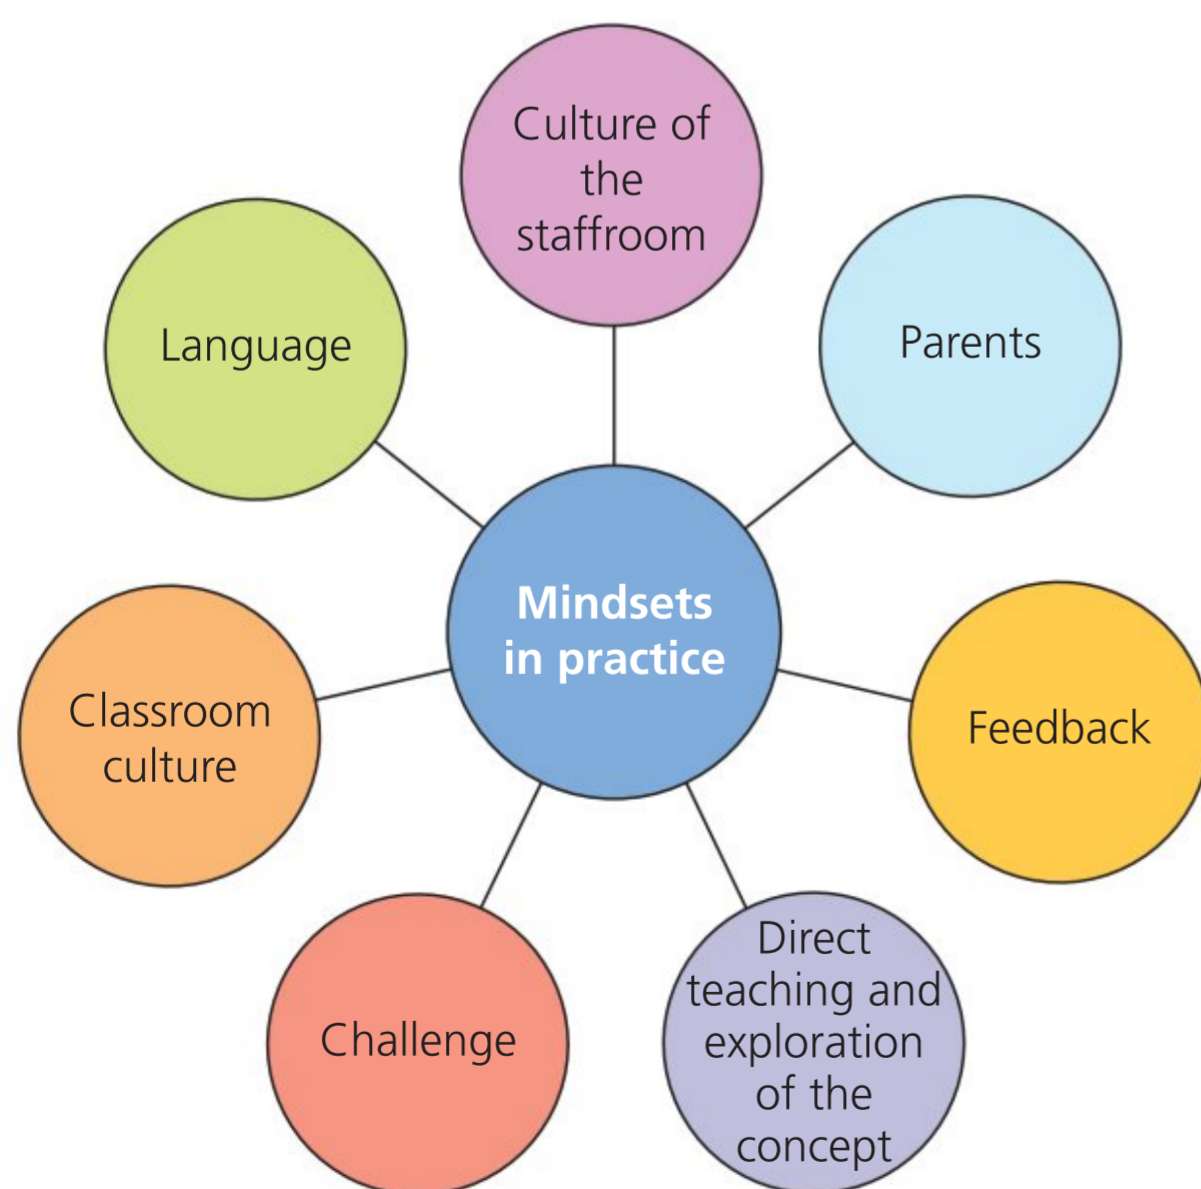 Culture of
the
staffroom
Language
Parents
Mindsets
in practice
Classroom
culture
Feedback
Challenge
Direct
teaching and
exploration
of the
concept